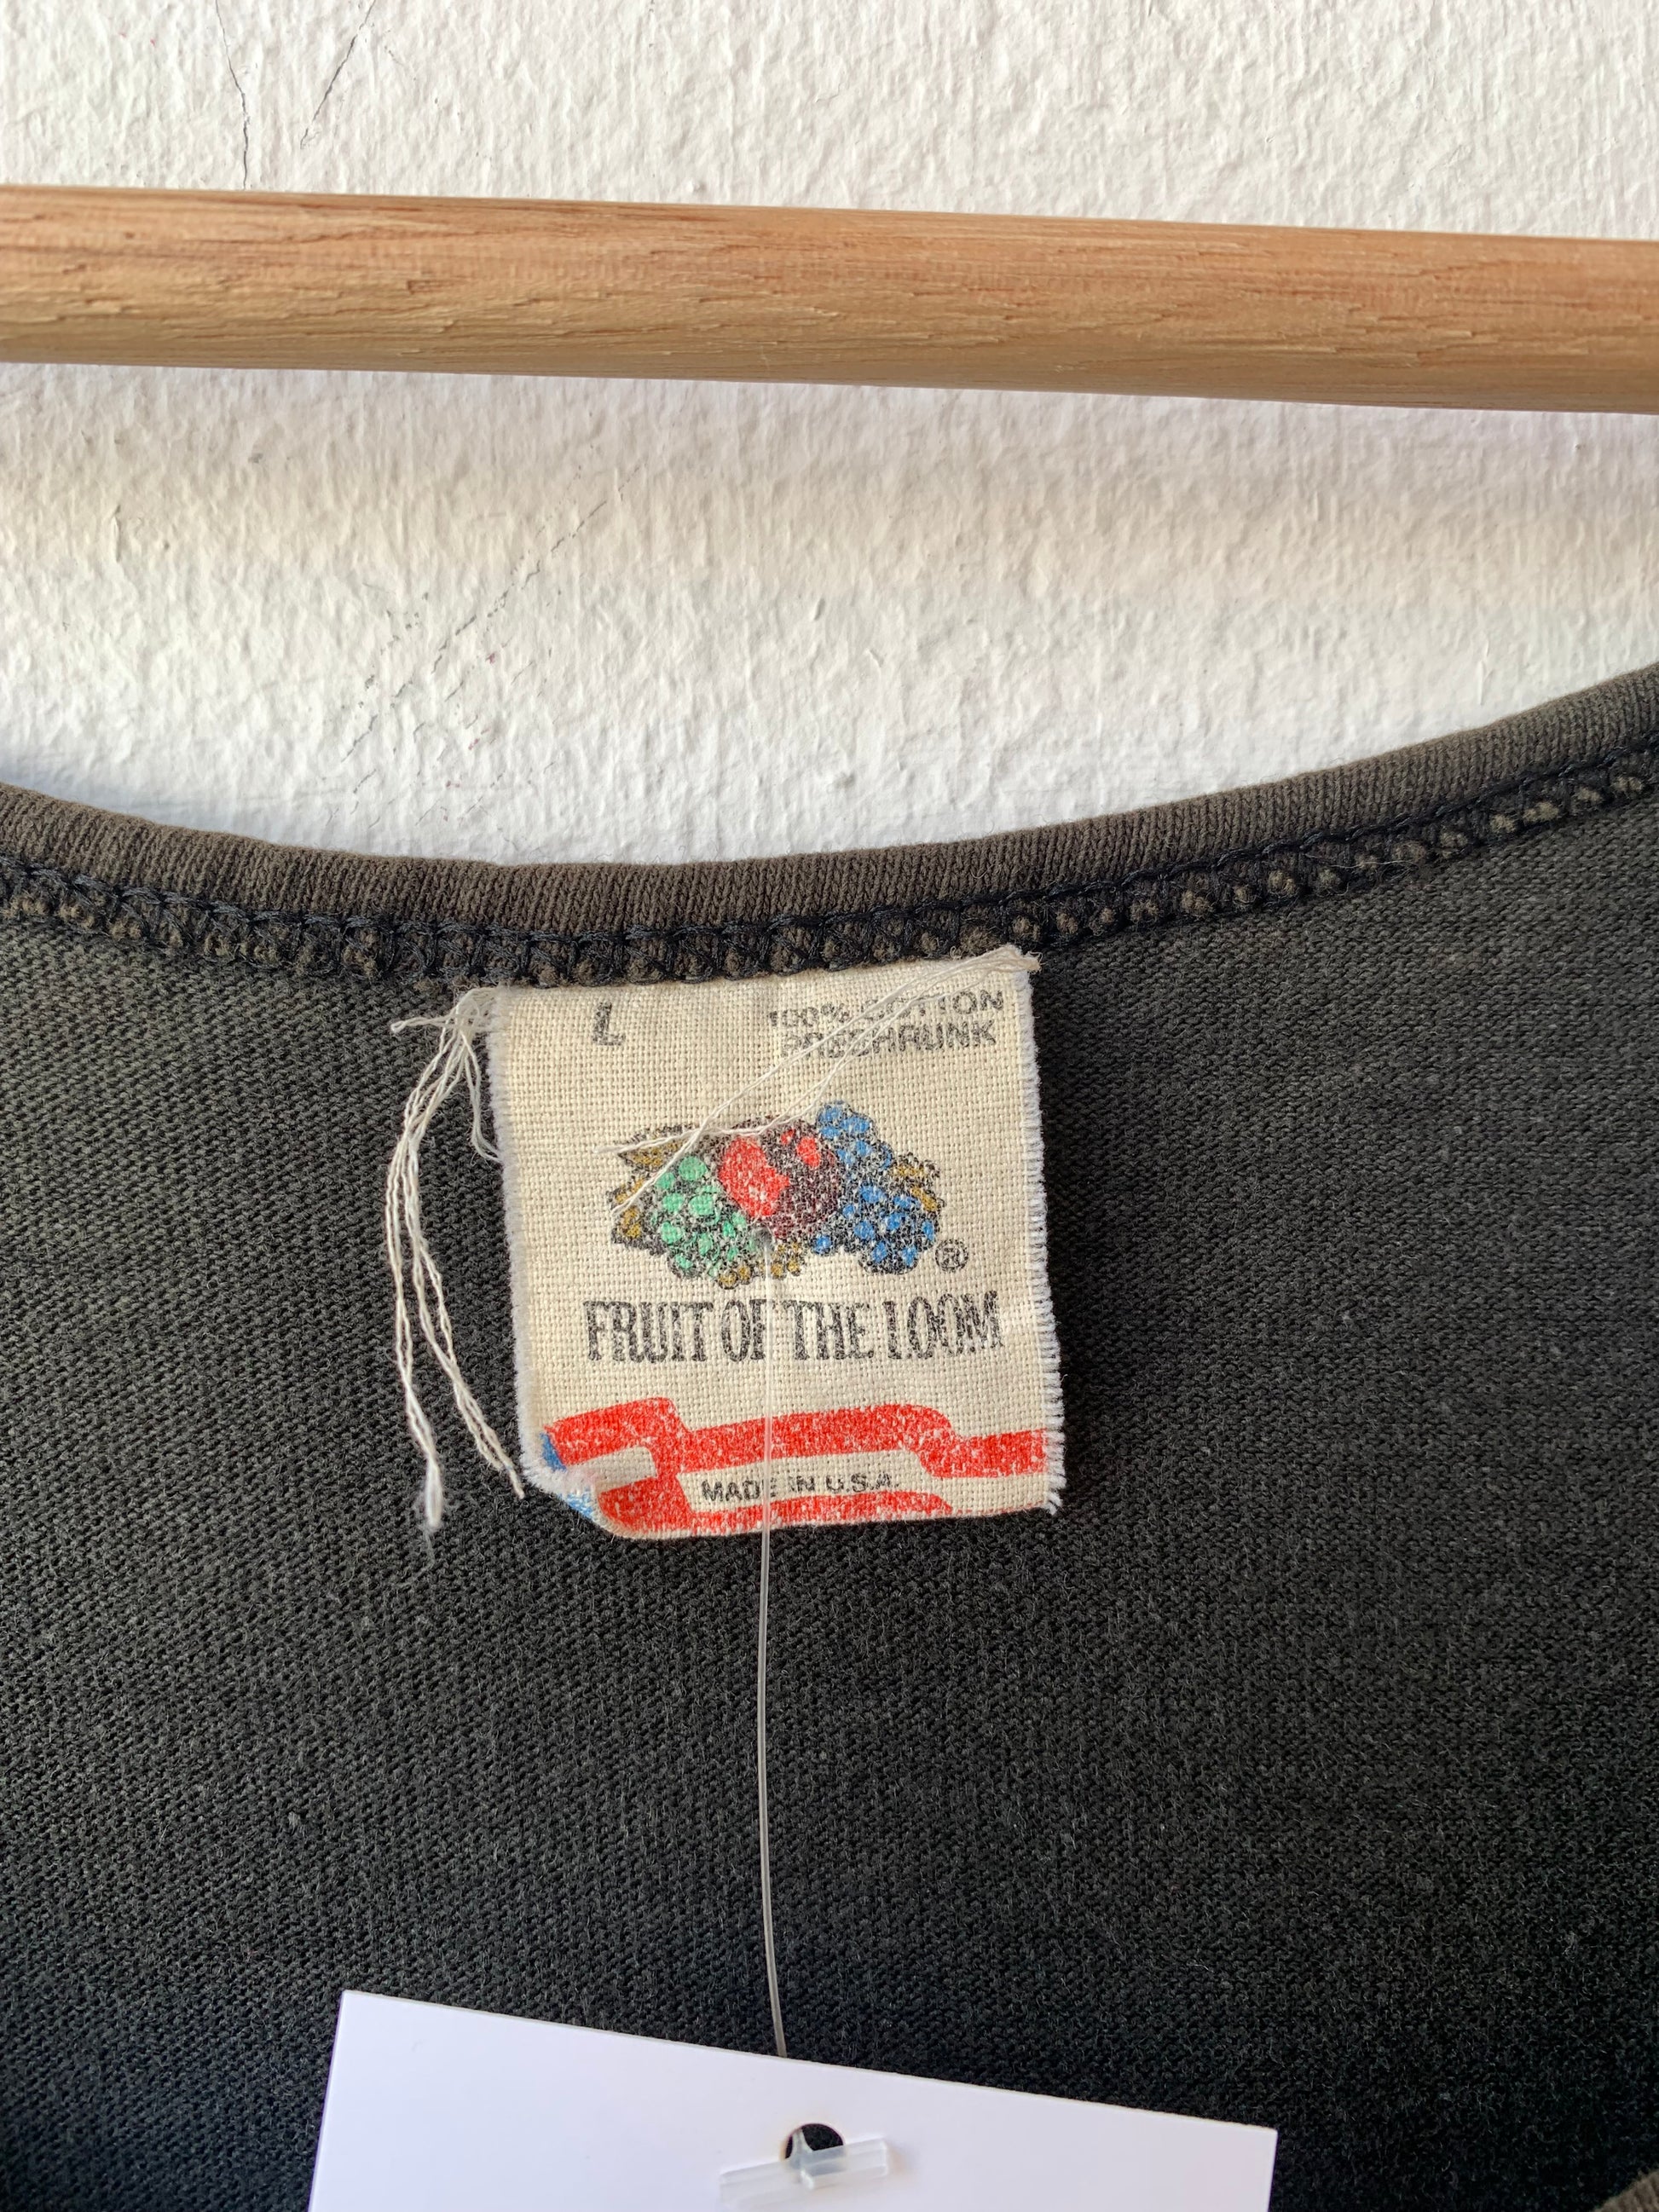 L
100% COTTON
PRESHRUNK
®
FRUIT OF THE LOOM
MADE IN U.S.A.